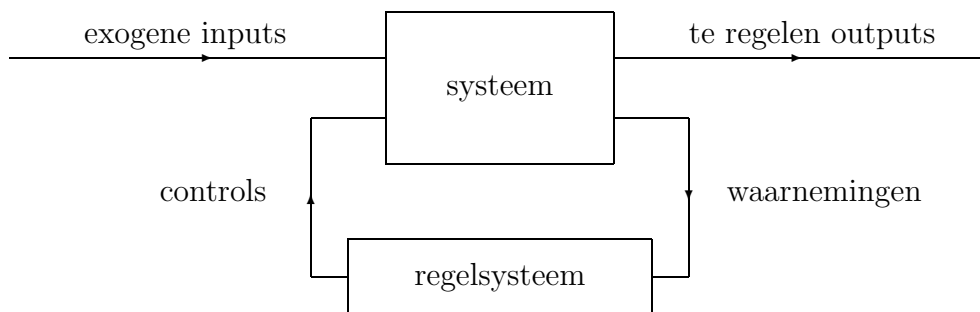 exogene inputs
te regelen outputs
systeem
controls
waarnemingen
regelsysteem